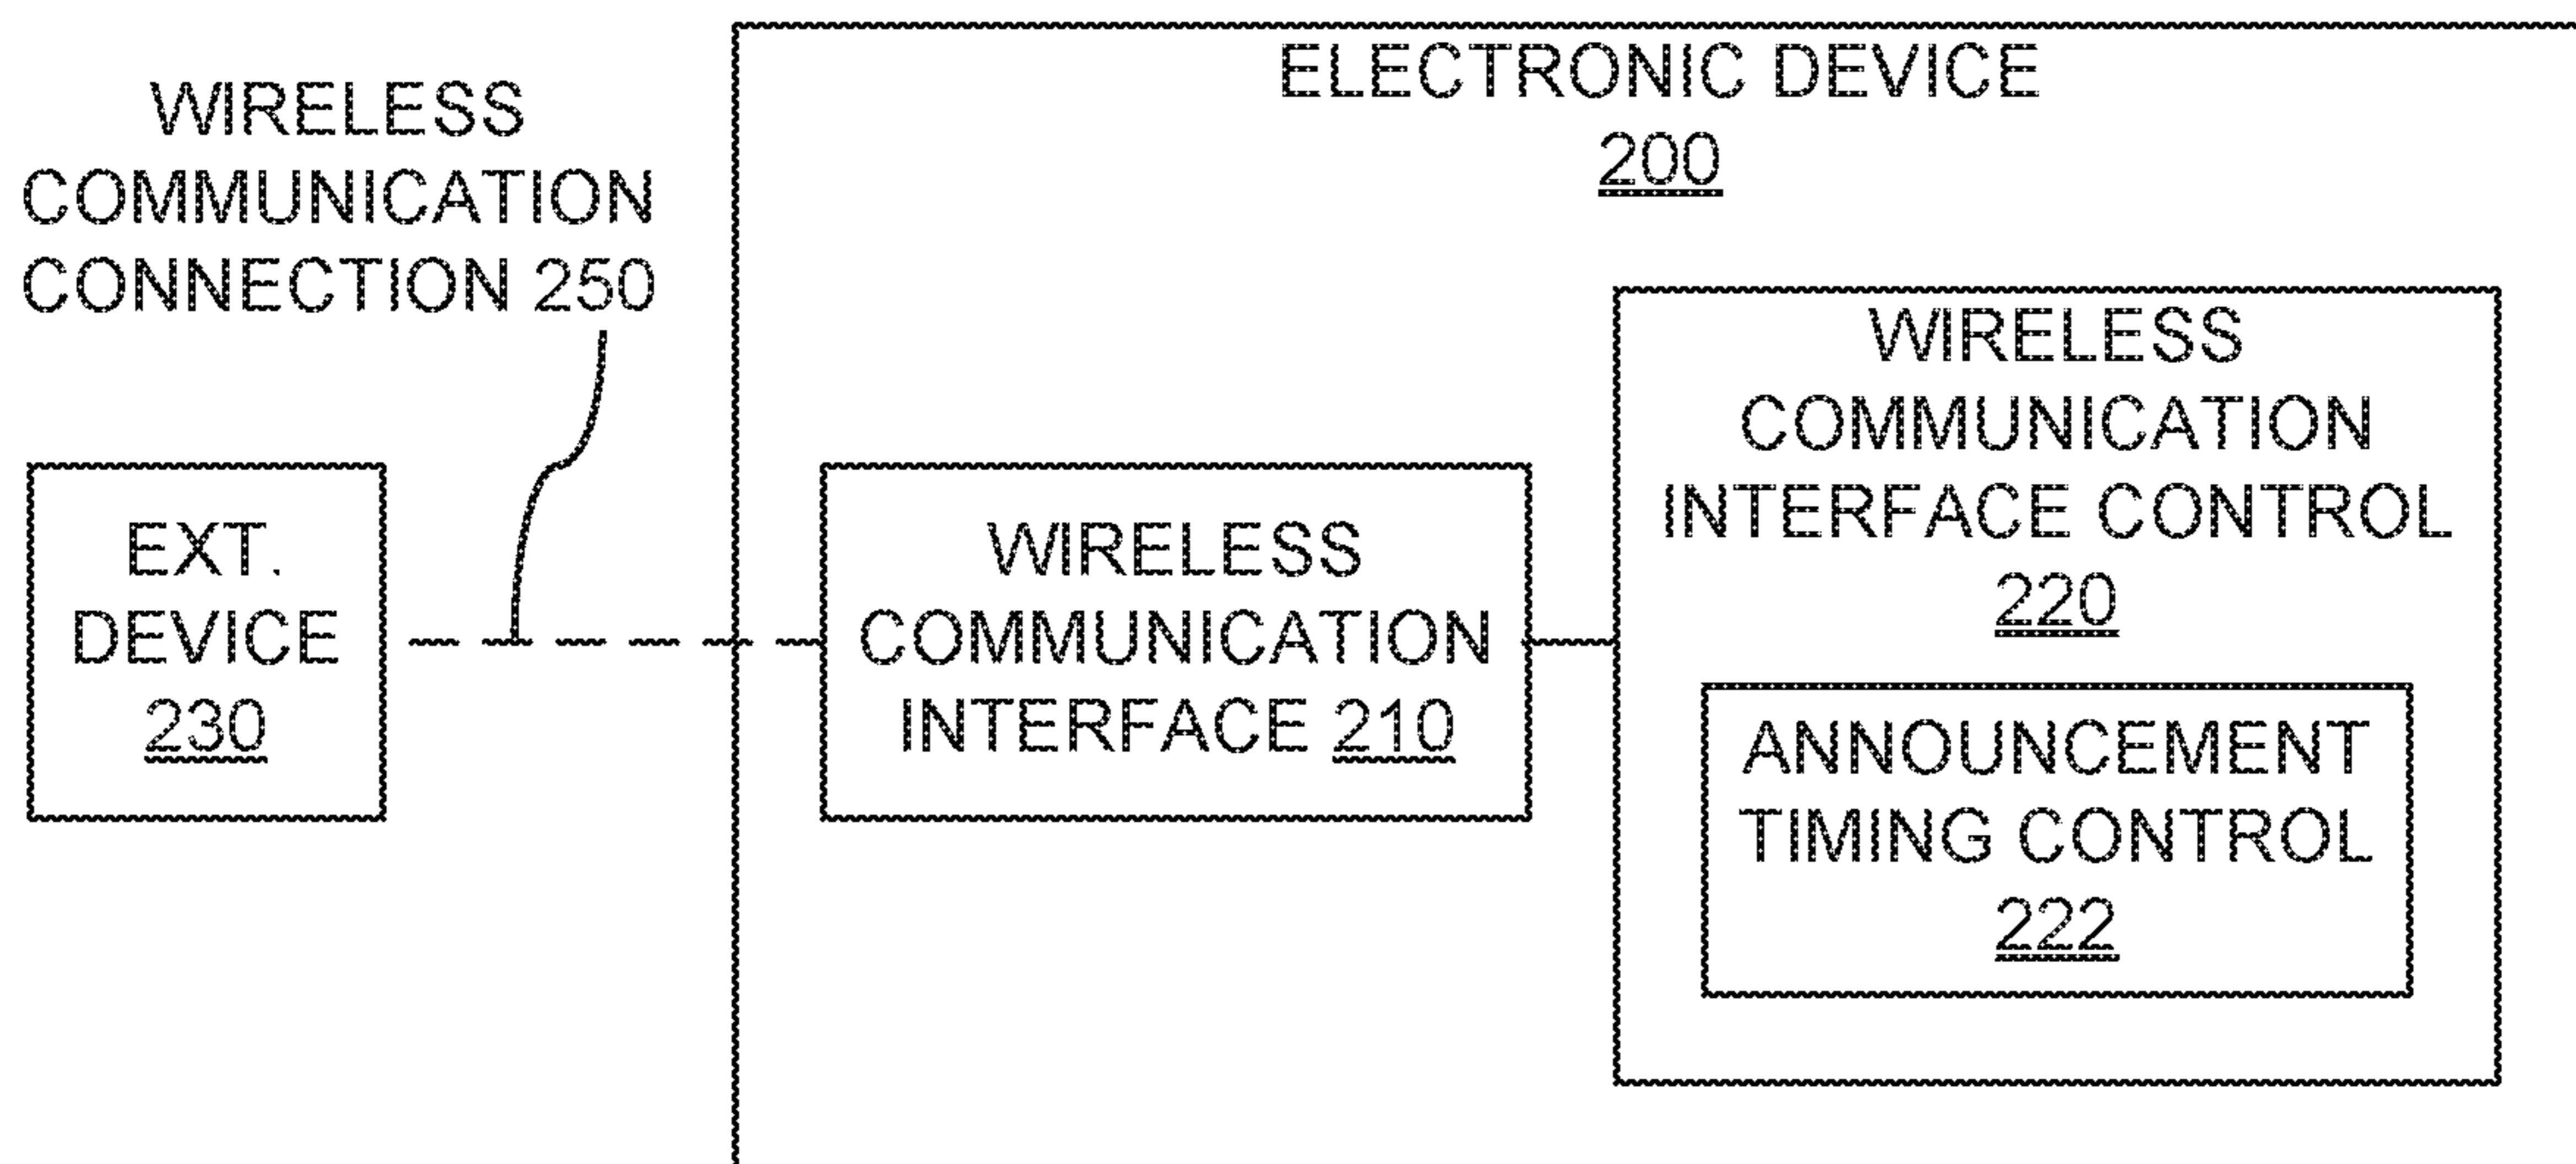 WIRELESS
COMMUNICATION
CONNECTION 250
ELECTRONIC DEVICE
200
EXT.
DEVICE
230
WIRELESS
COMMUNICATION
INTERFACE 210
WIRELESS
COMMUNICATION
INTERFACE CONTROL
220
ANNOUNCEMENT
TIMING CONTROL
222